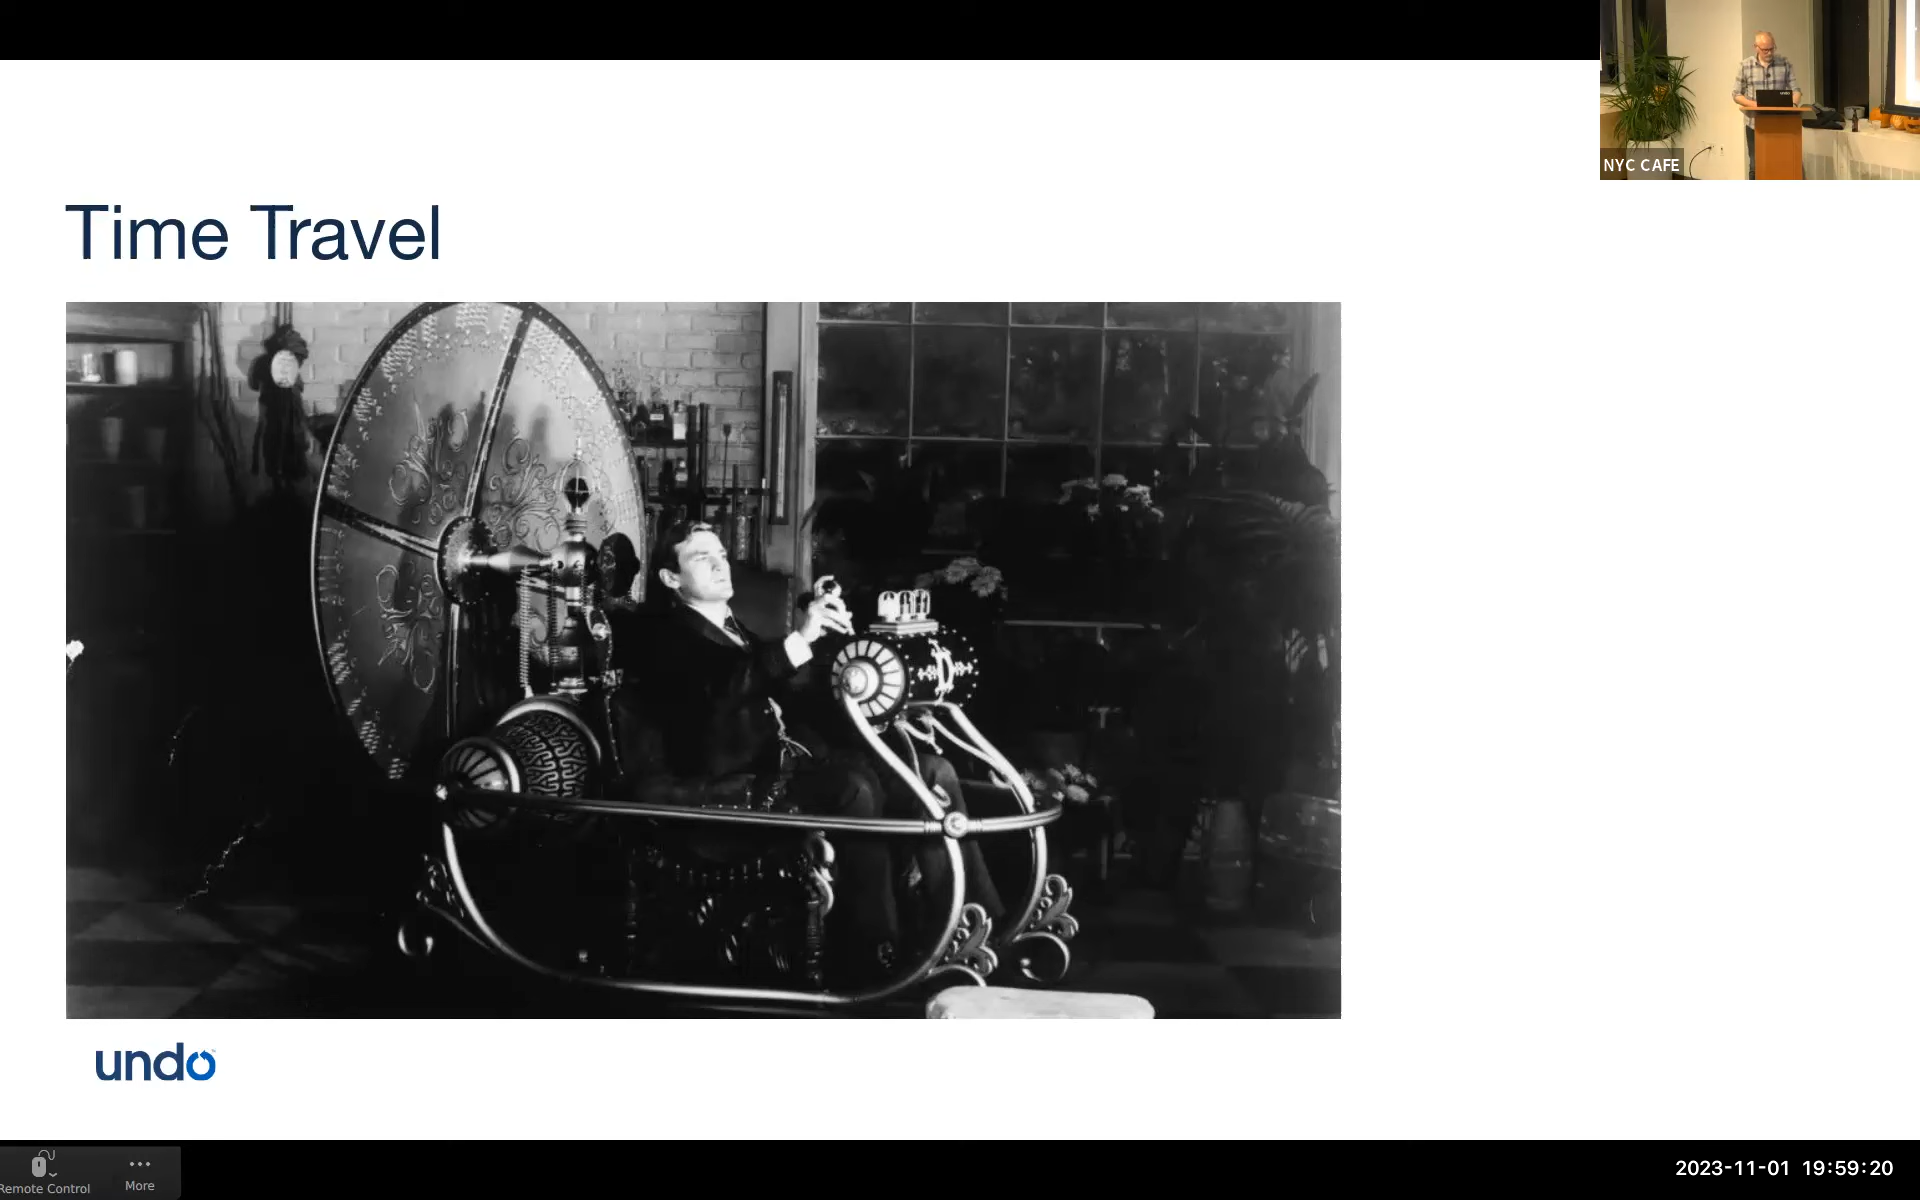 NYC CAFE
Time Travel
undo
Remote Control
More
2023-11-01 19:59:20